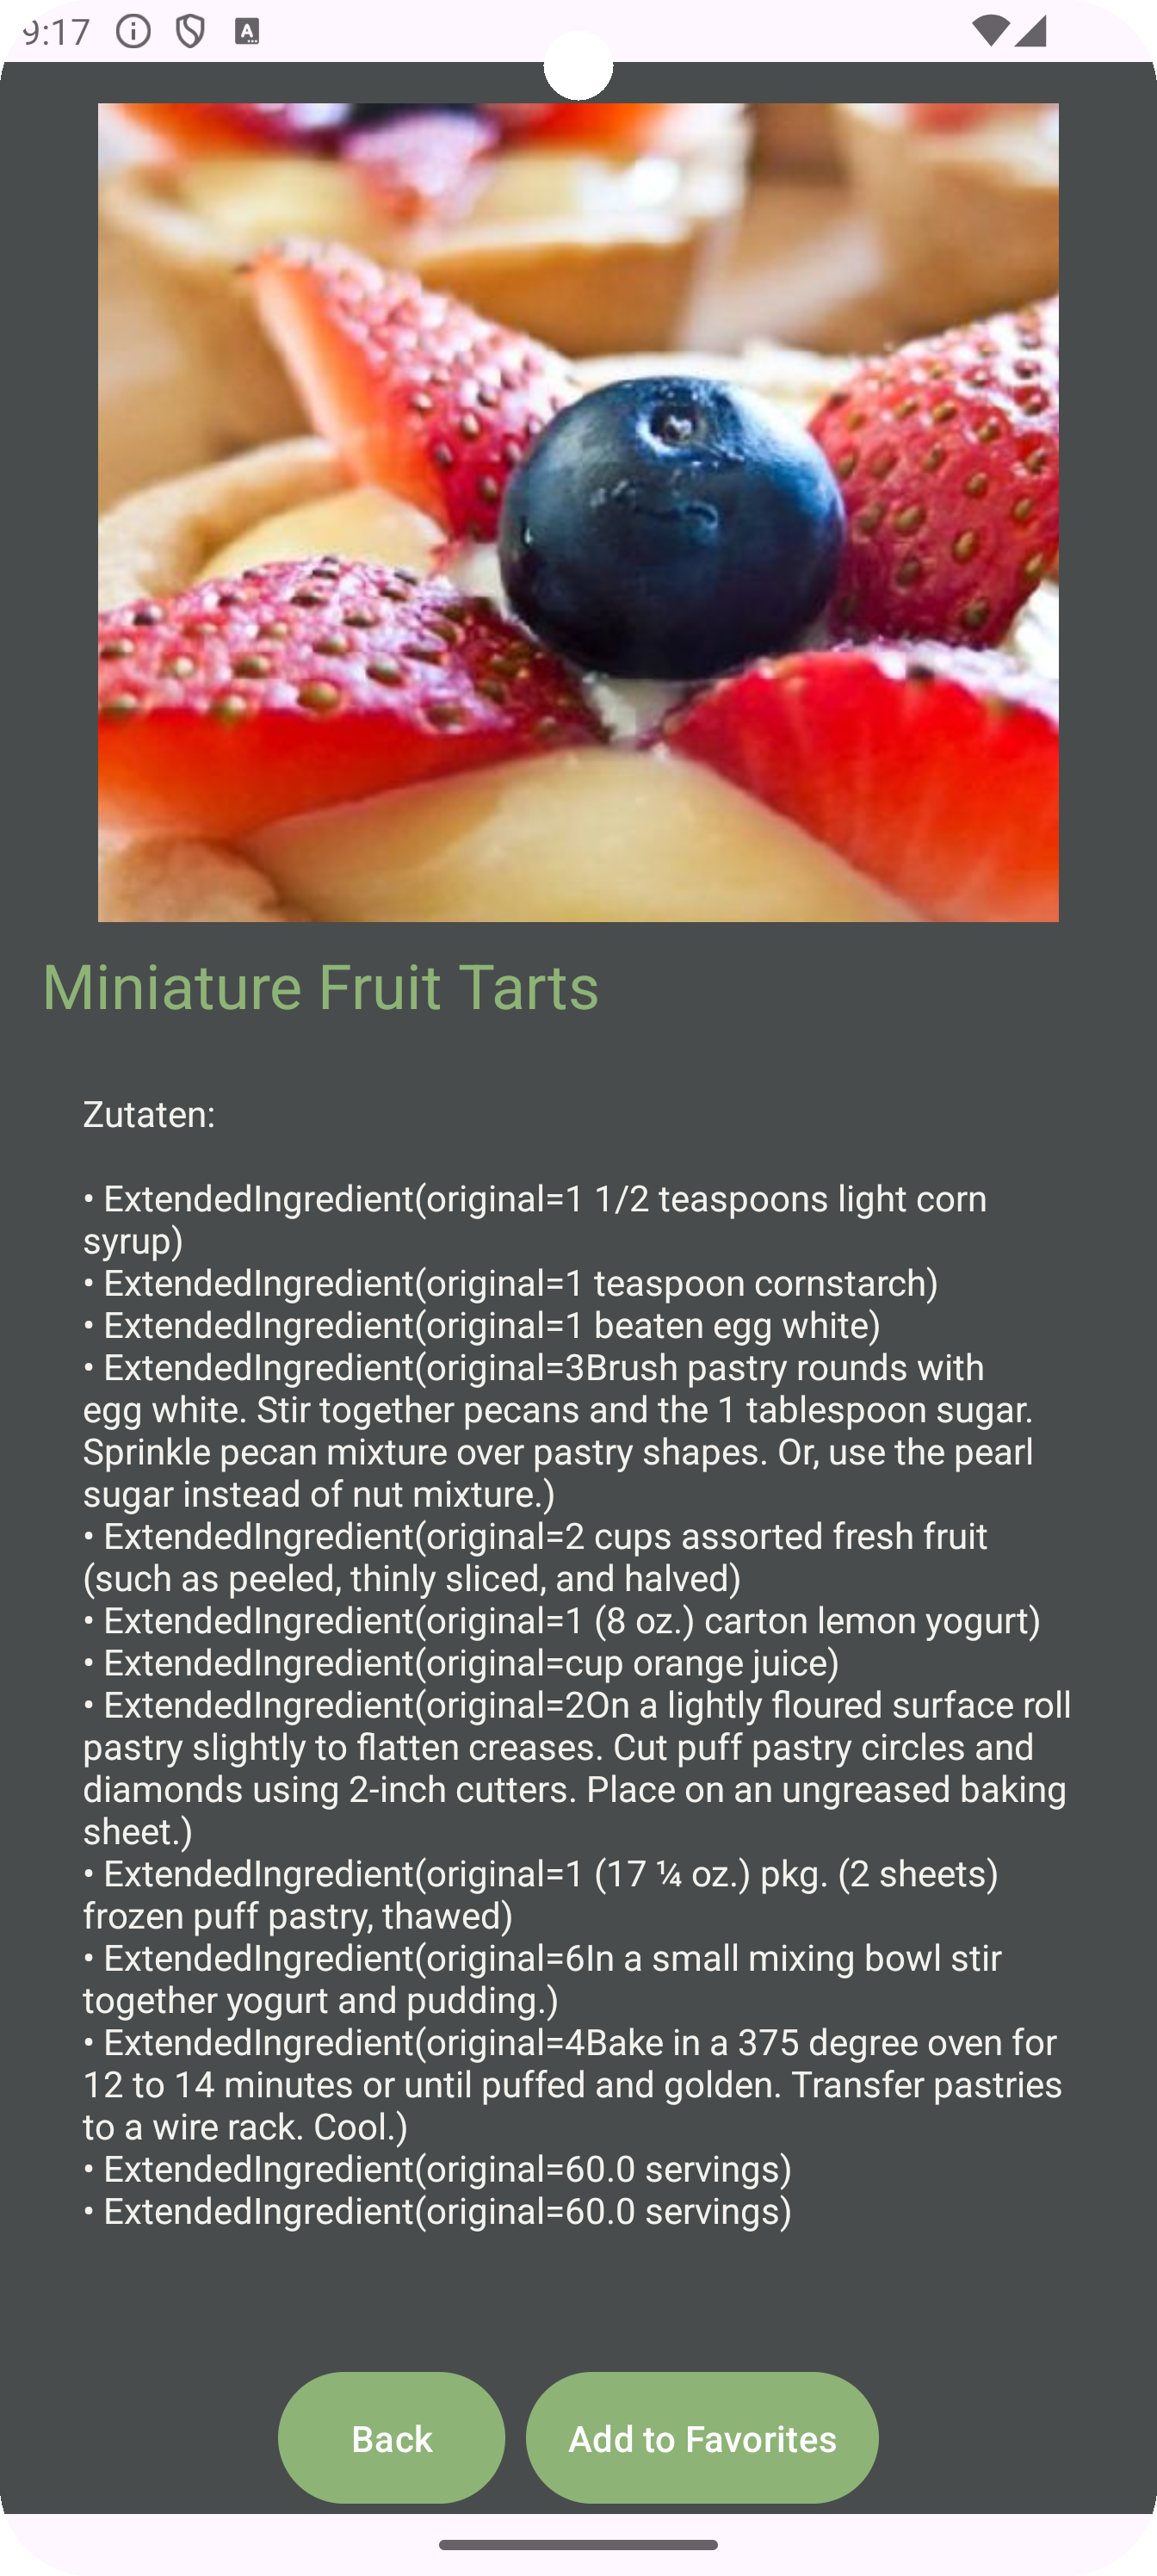 9:17
Miniature Fruit Tarts
Zutaten:
• ExtendedIngredient(original=1 1/2 teaspoons light corn
syrup)
• ExtendedIngredient(original=1 teaspoon cornstarch)
• ExtendedIngredient(original=1 beaten egg white)
• ExtendedIngredient(original=3Brush pastry rounds with
egg white. Stir together pecans and the 1 tablespoon sugar.
Sprinkle pecan mixture over pastry shapes. Or, use the pearl
sugar instead of nut mixture.)
• ExtendedIngredient(original=2 cups assorted fresh fruit
(such as peeled, thinly sliced, and halved)
• ExtendedIngredient(original=1 (8 oz.) carton lemon yogurt)
• ExtendedIngredient(original=cup orange juice)
• ExtendedIngredient(original=2On a lightly floured surface roll
pastry slightly to flatten creases. Cut puff pastry circles and
diamonds using 2-inch cutters. Place on an ungreased baking
sheet.)
• ExtendedIngredient(original=1 (17 ¼ oz.) pkg. (2 sheets)
frozen puff pastry, thawed)
• ExtendedIngredient(original=6In a small mixing bowl stir
together yogurt and pudding.)
• ExtendedIngredient(original=4Bake in a 375 degree oven for
12 to 14 minutes or until puffed and golden. Transfer pastries
to a wire rack. Cool.)
• ExtendedIngredient(original=60.0 servings)
• ExtendedIngredient(original=60.0 servings)
Back
Add to Favorites